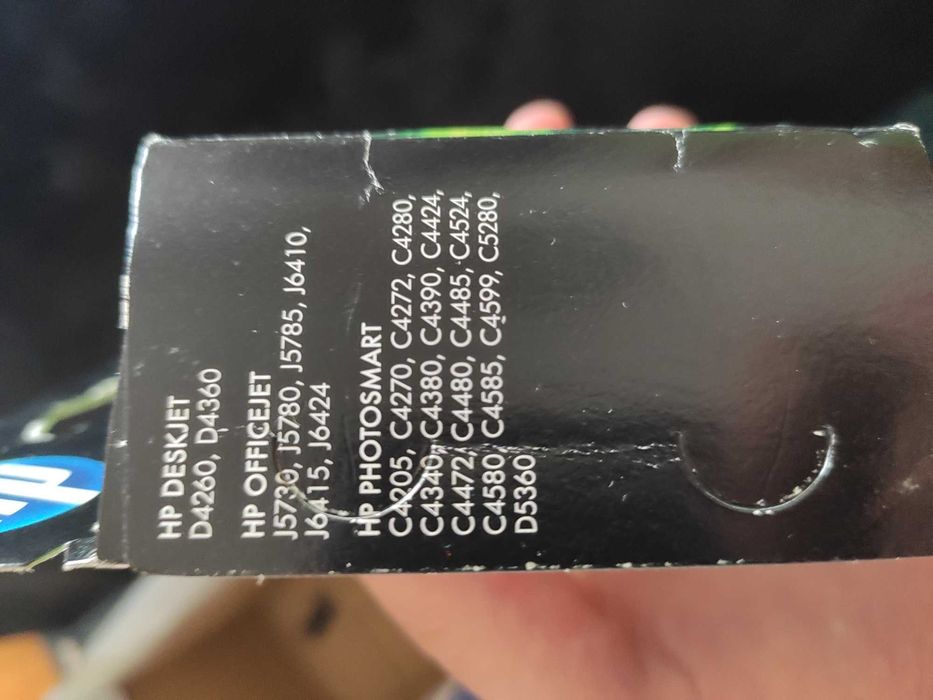 HP DESKJET
D4260, D4360
HP OFFICEJET
J5730, J5780, J5785, J6410,
J6415, J6424
HP PHOTOSMART
C4205, C4270, C4272, C4280,
C4340, C4380, C4390, C4424,
C4472, C4480, C4485, C4524,
C4580, C4585, C4599, C5280,
D5360
hp